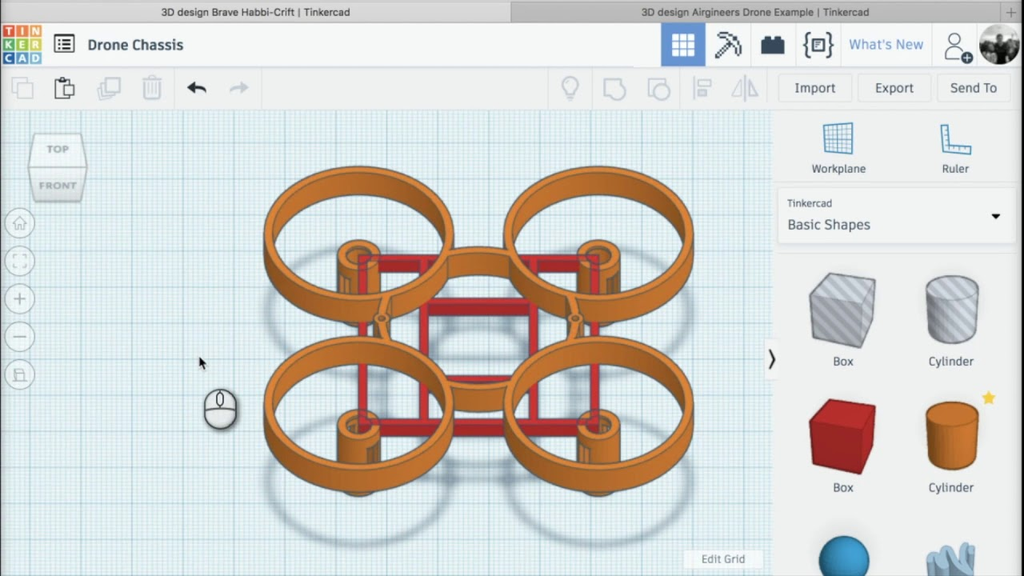 3D design Brave Habbi-Crift | Tinkercad
3D design Airgineers Drone Example | Tinkercad
TIN
KER
CAD
Drone Chassis
What's New
Import
Export
Send To
TOP
FRONT
Workplane
Ruler
Tinkercad
Basic Shapes
Box
Cylinder
Box
Cylinder
Edit Grid